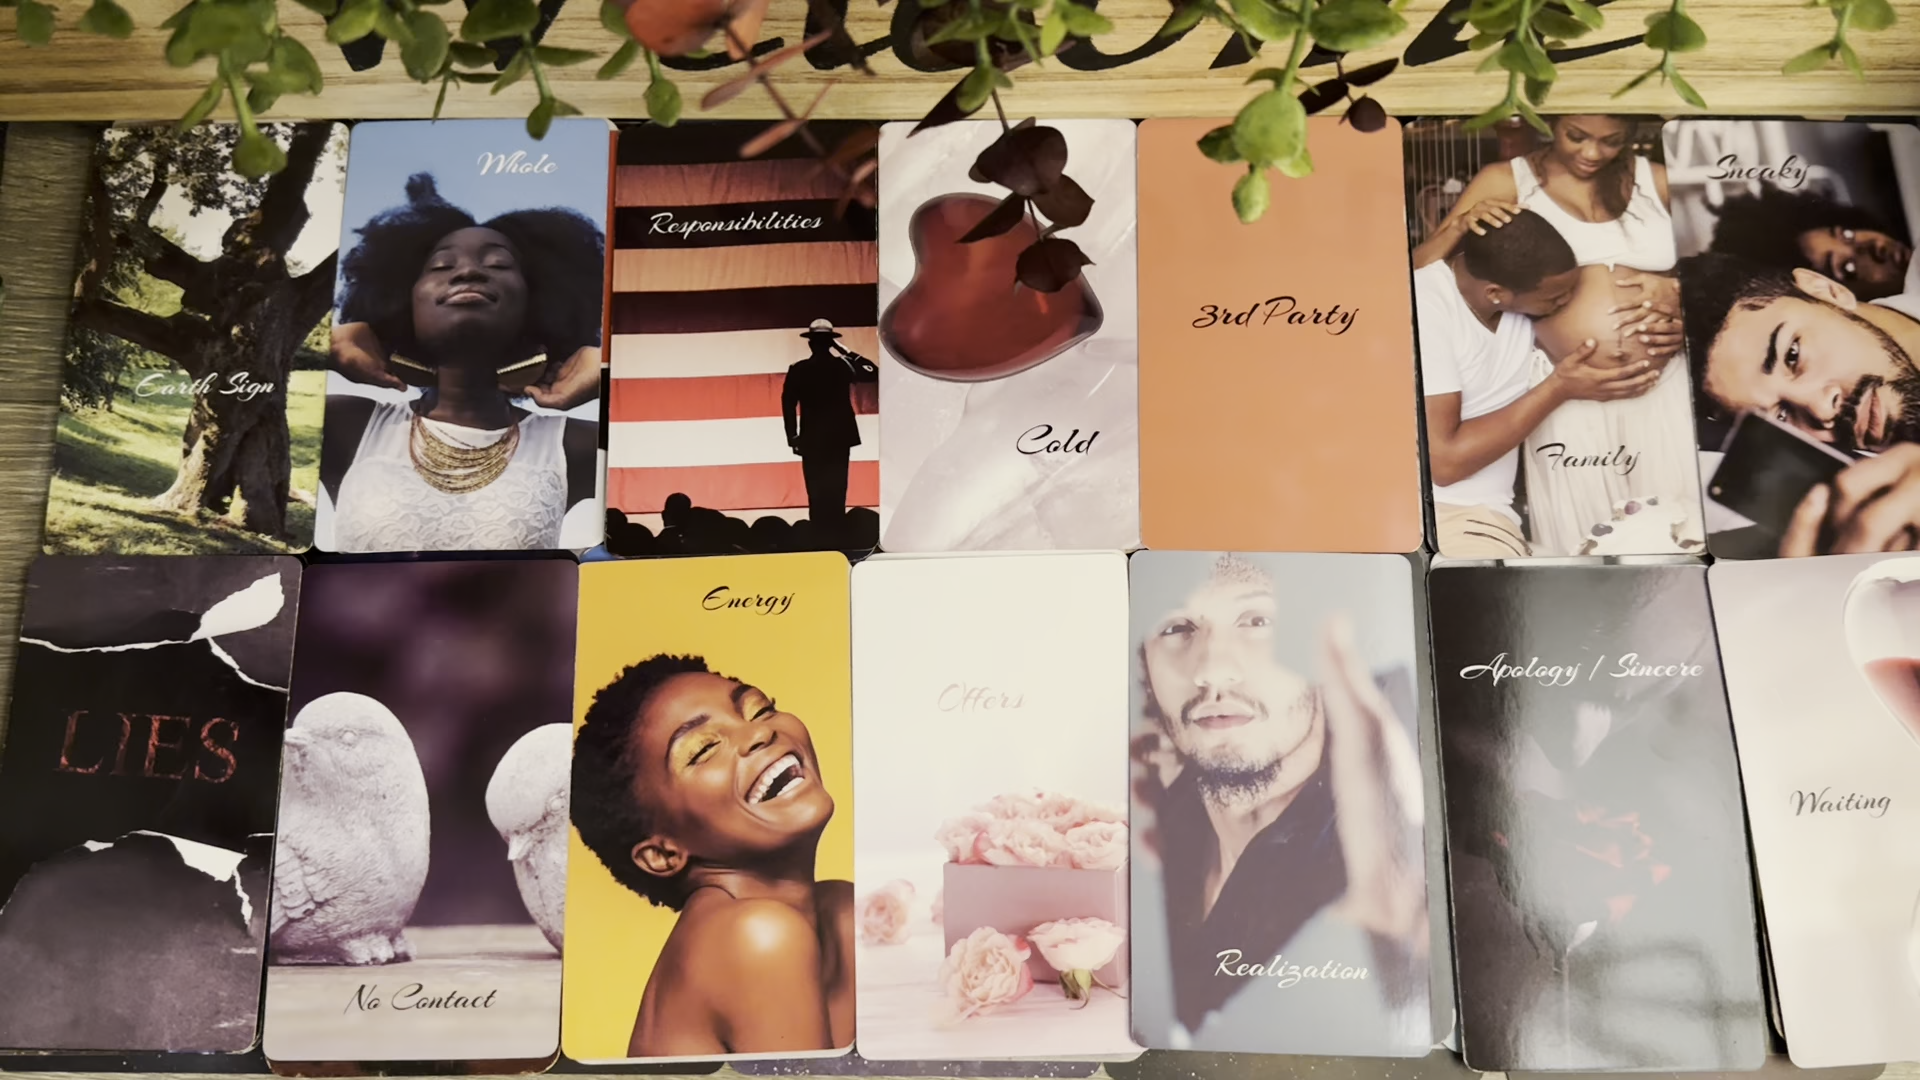 Earth Sign
Whole
Responsibilities
Cold
3rd Party
Family
Sneaky
LIES
No Contact
Energy
Offers
Realization
Apology / Sincere
Waiting